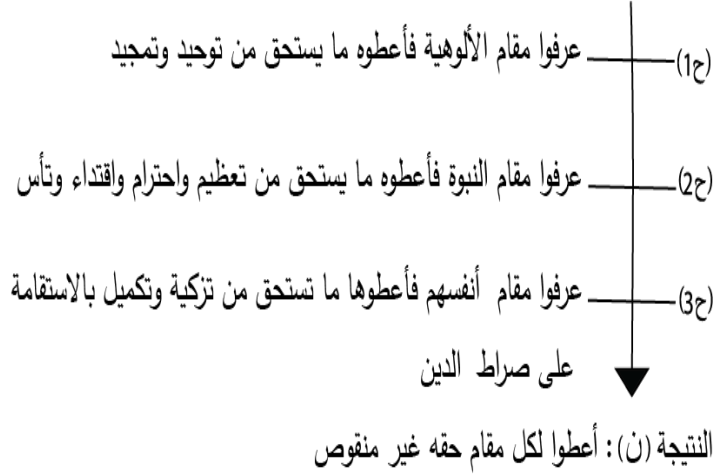 (ح1) عرفوا مقام الألوهية فأعطوه ما يستحق من توحيد وتمجيد
(ح2) عرفوا مقام النبوة فأعطوه ما يستحق من تعظيم واحترام واقتداء وتأس
(ح3) عرفوا مقام أنفسهم فأعطوها ما تستحق من تزكية وتكميل بالاستقامة
على صراط الدين
النتيجة (ن): أعطوا لكل مقام حقه غير منقوص